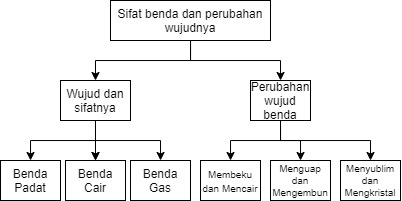 Sifat benda dan perubahan
wujudnya
Wujud dan
sifatnya
Perubahan
wujud
benda
Benda
Padat
Benda
Cair
Benda
Gas
Membeku
dan Mencair
Menguap
dan
Mengembun
Menyublim
dan
Mengkristal